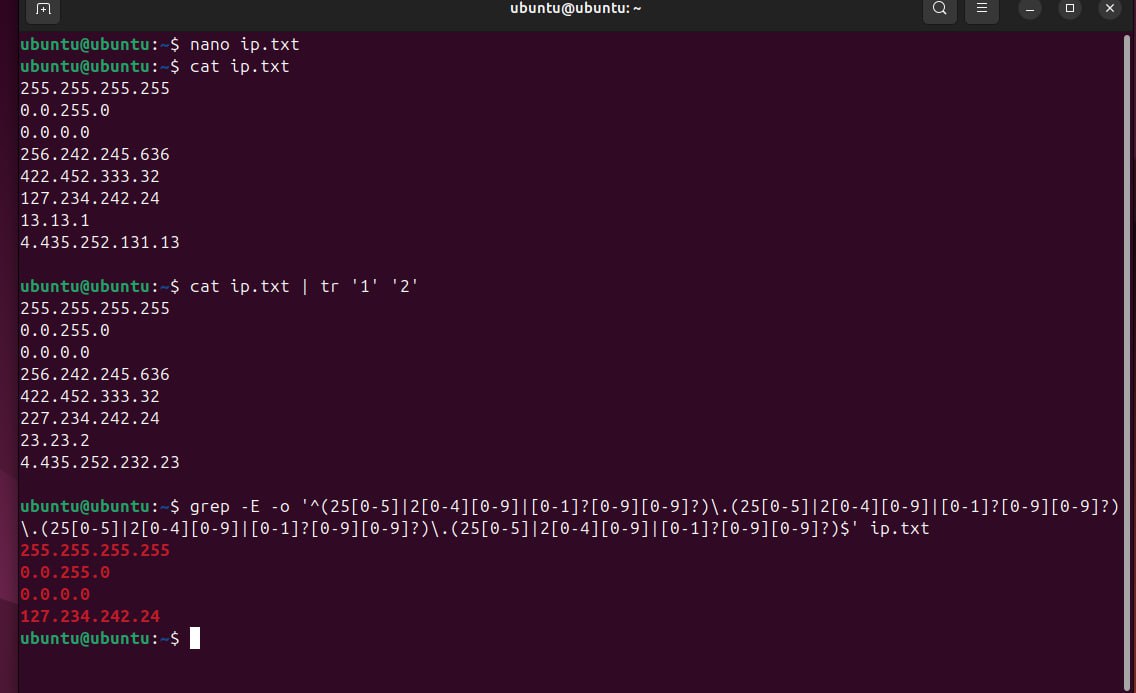 ubuntu@ubuntu: ~
ubuntu@ubuntu:~$ nano ip.txt
ubuntu@ubuntu:~$ cat ip.txt
255.255.255.255
0.0.255.0
0.0.0.0
256.242.245.636
422.452.333.32
127.234.242.24
13.13.1
4.435.252.131.13
ubuntu@ubuntu:~$ cat ip.txt | tr '1' '2'
255.255.255.255
0.0.255.0
0.0.0.0
256.242.245.636
422.452.333.32
227.234.242.24
23.23.2
4.435.252.232.23
ubuntu@ubuntu:~$ grep -E -o '^(25[0-5]|2[0-4][0-9]|[0-1]?[0-9][0-9]?)\.(25[0-5]|2[0-4][0-9]|[0-1]?[0-9][0-9]?)
\.(25[0-5]|2[0-4][0-9]|[0-1]?[0-9][0-9]?)\.(25[0-5]|2[0-4][0-9]|[0-1]?[0-9][0-9]?)$' ip.txt
255.255.255.255
0.0.255.0
0.0.0.0
127.234.242.24
ubuntu@ubuntu:~$